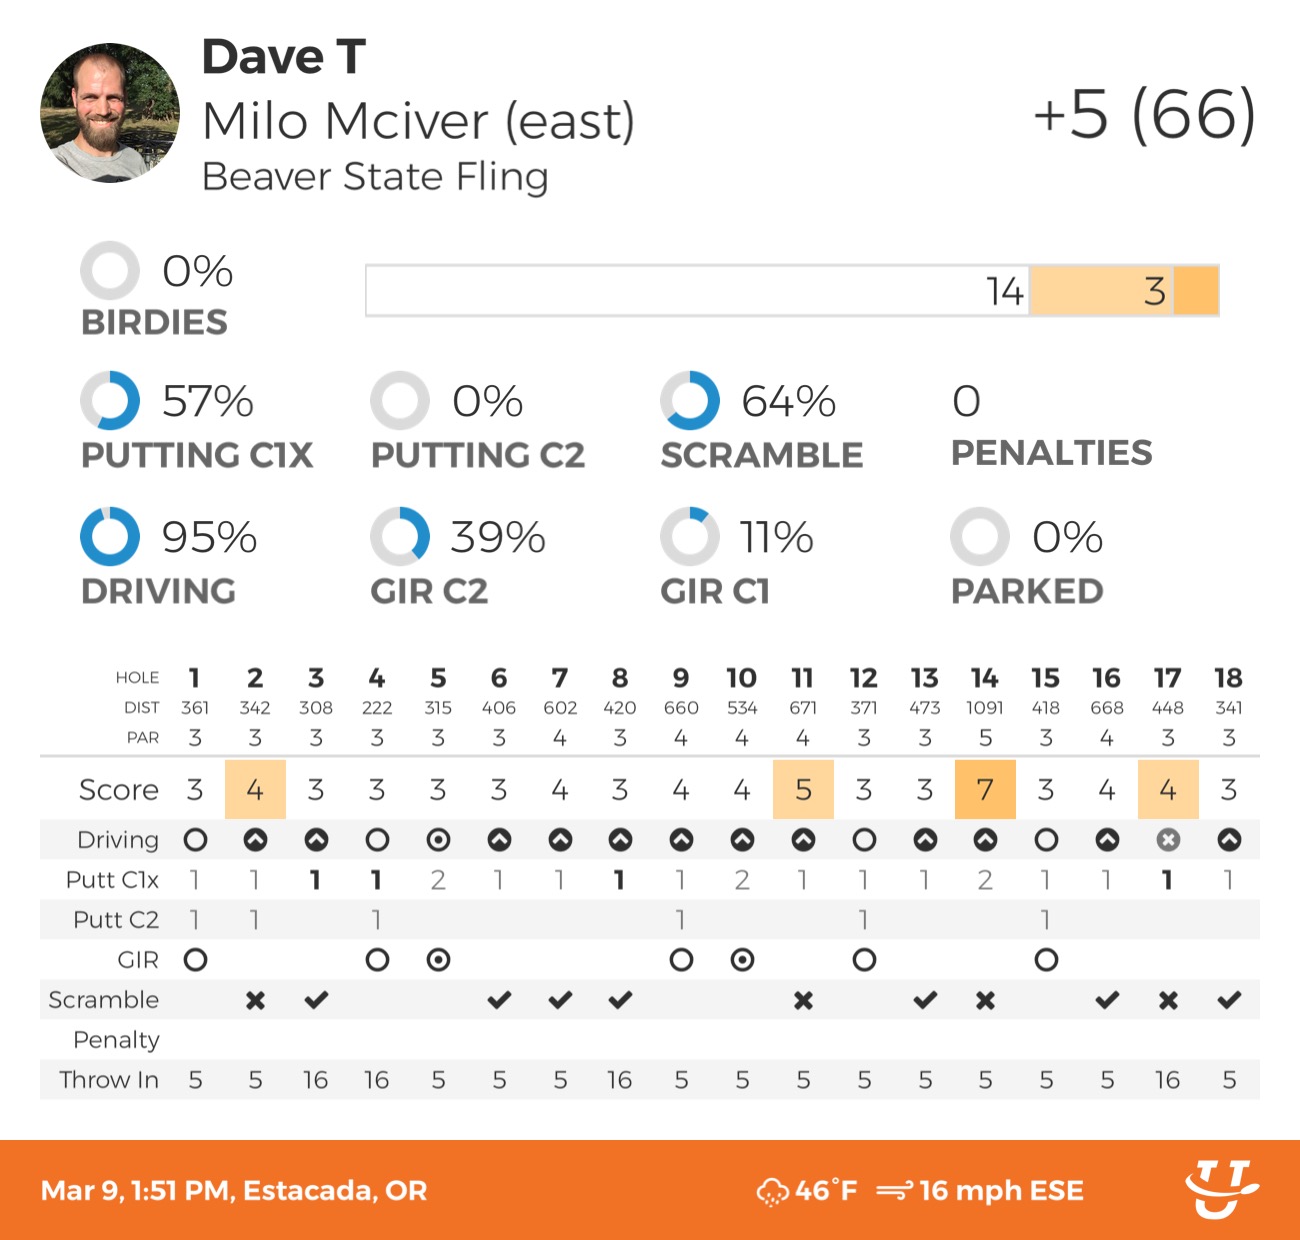 Dave T
Milo Mciver (east)
Beaver State Fling
+5 (66)
0%
BIRDIES
14 3
57% 0% 64% 0
PUTTING C1X PUTTING C2 SCRAMBLE PENALTIES
95% 39% 11% 0%
DRIVING GIR C2 GIR C1 PARKED
HOLE 1 2 3 4 5 6 7 8 9 10 11 12 13 14 15 16 17 18
DIST 361 342 308 222 315 406 602 420 660 534 671 371 473 1091 418 668 448 341
PAR 3 3 3 3 3 3 4 3 4 4 4 3 3 5 3 4 3 3
Score 3 4 3 3 3 3 4 3 4 4 5 3 3 7 3 4 4 3
Driving
Putt C1x 1 1 1 1 2 1 1 1 1 2 1 1 1 2 1 1 1 1
Putt C2 1 1 1 1 1 1
GIR
Scramble
Penalty
Throw In 5 5 16 16 5 5 5 16 5 5 5 5 5 5 5 5 16 5
Mar 9, 1:51 PM, Estacada, OR 46°F 16 mph ESE